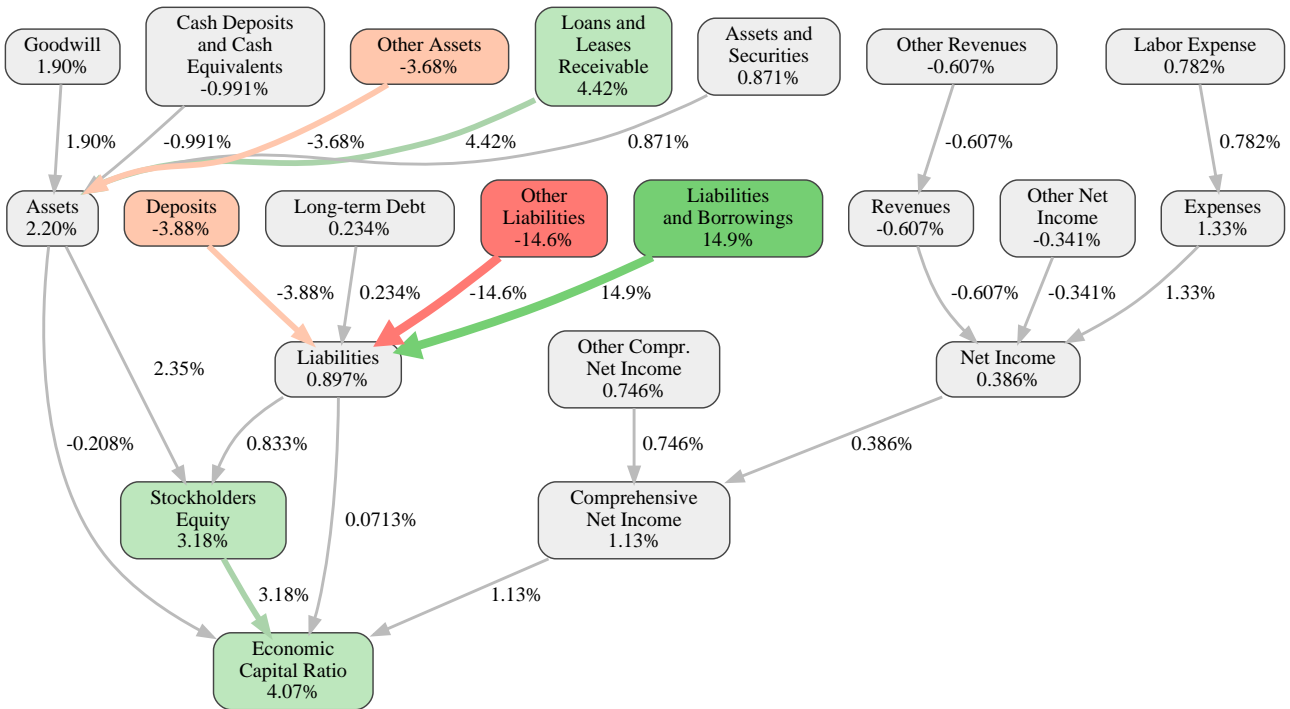 Goodwill
1.90%
Cash Deposits
and Cash
Equivalents
-0.991%
Other Assets
-3.68%
Loans and
Leases
Receivable
4.42%
Assets and
Securities
0.871%
Other Revenues
-0.607%
Labor Expense
0.782%
1.90%
-0.991%
-3.68%
4.42%
0.871%
-0.607%
0.782%
Assets
2.20%
Deposits
-3.88%
Long-term Debt
0.234%
Other
Liabilities
-14.6%
Liabilities
and Borrowings
14.9%
Revenues
-0.607%
Other Net
Income
-0.341%
Expenses
1.33%
-3.88%
0.234%
-14.6%
14.9%
-0.607%
-0.341%
1.33%
2.35%
Liabilities
0.897%
Other Compr.
Net Income
0.746%
Net Income
0.386%
-0.208%
0.833%
0.746%
0.386%
Stockholders
Equity
3.18%
0.0713%
Comprehensive
Net Income
1.13%
3.18%
1.13%
Economic
Capital Ratio
4.07%